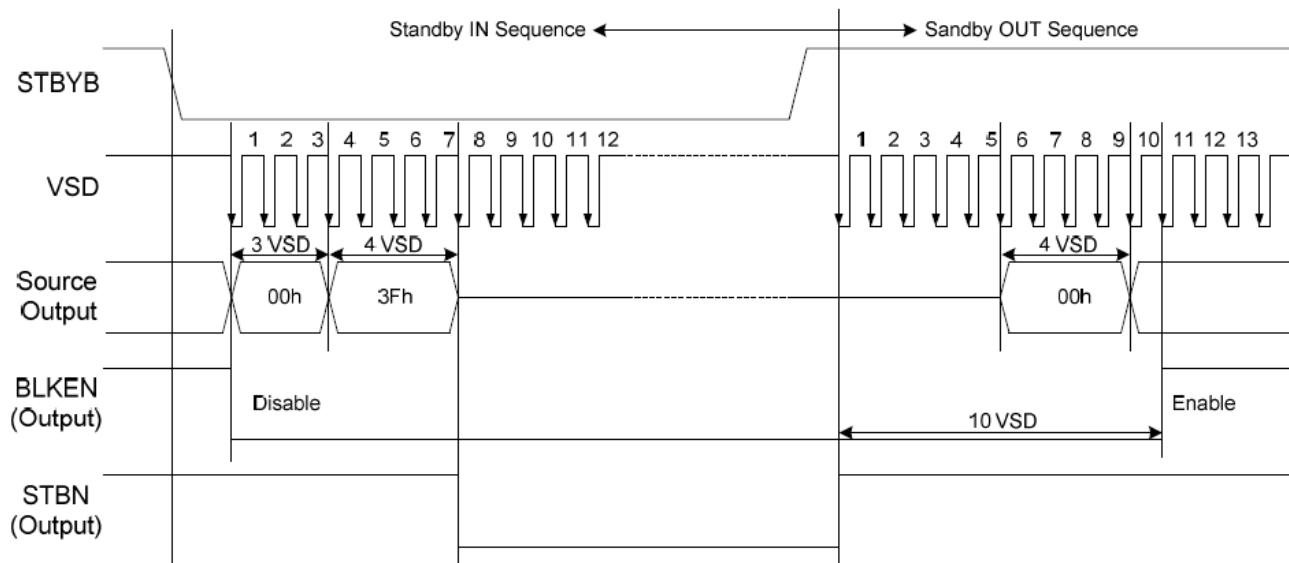 Standby IN Sequence
Sandby OUT Sequence
STBYB
1 2 3 4 5 6 7 8 9 10 11 12
1 2 3 4 5 6 7 8 9 10 11 12 13
VSD
3 VSD
4 VSD
4 VSD
Source
Output
00h
3Fh
00h
BLKEN
(Output)
Disable
Enable
10 VSD
STBN
(Output)